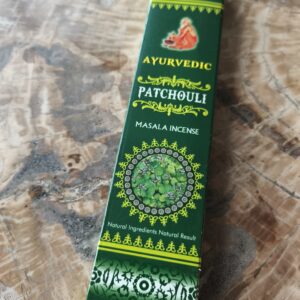 AYURVEDIC
PATCHOULI
MASALA INCENSE
Natural Ingredients Natural Result